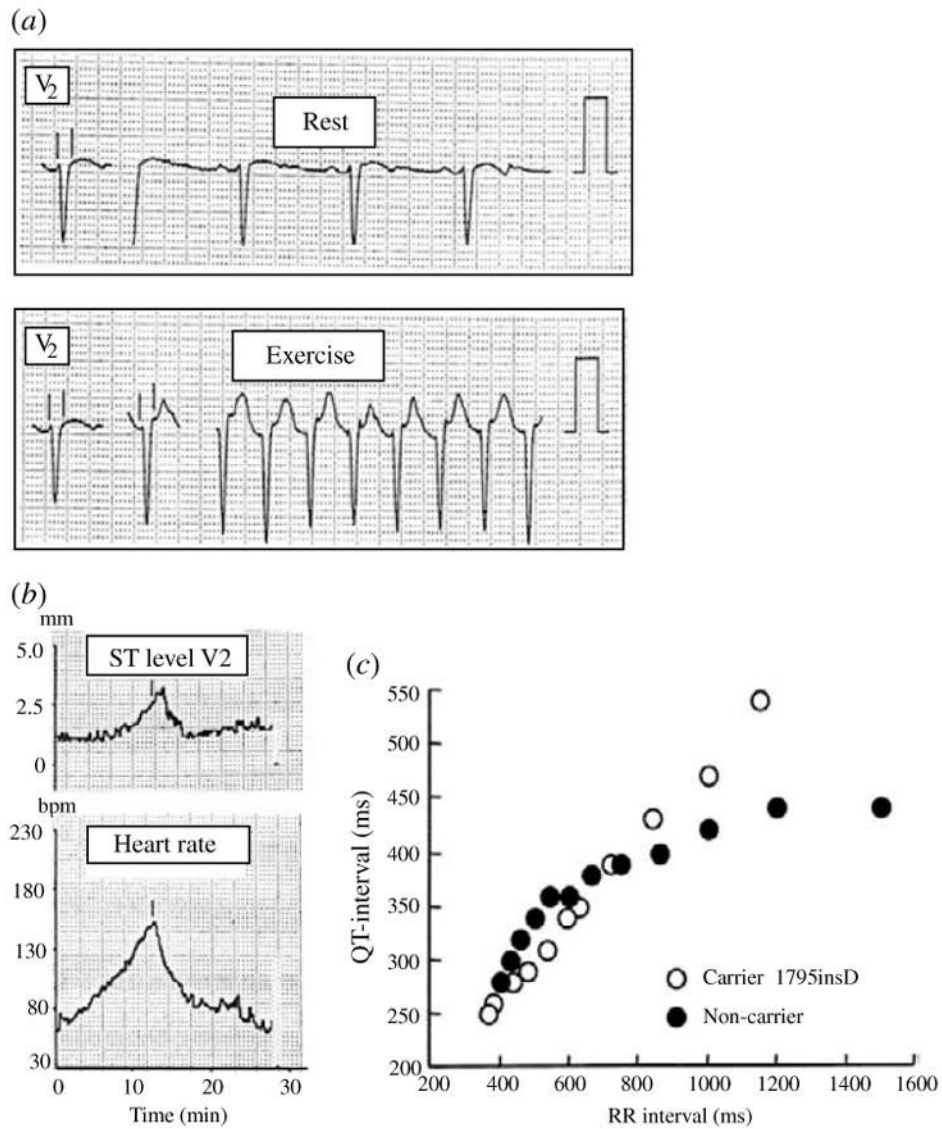 (a)
V2
Rest
V2
Exercise
(b)
mm
5.0
ST level V2
2.5
0
bpm
230
Heart rate
180
130
80
30
0 10 20 30
Time (min)
(c)
550
500
450
400
350
300
250
200
QT-interval (ms)
Carrier 1795insD
Non-carrier
200 400 600 800 1000 1200 1400 1600
RR interval (ms)